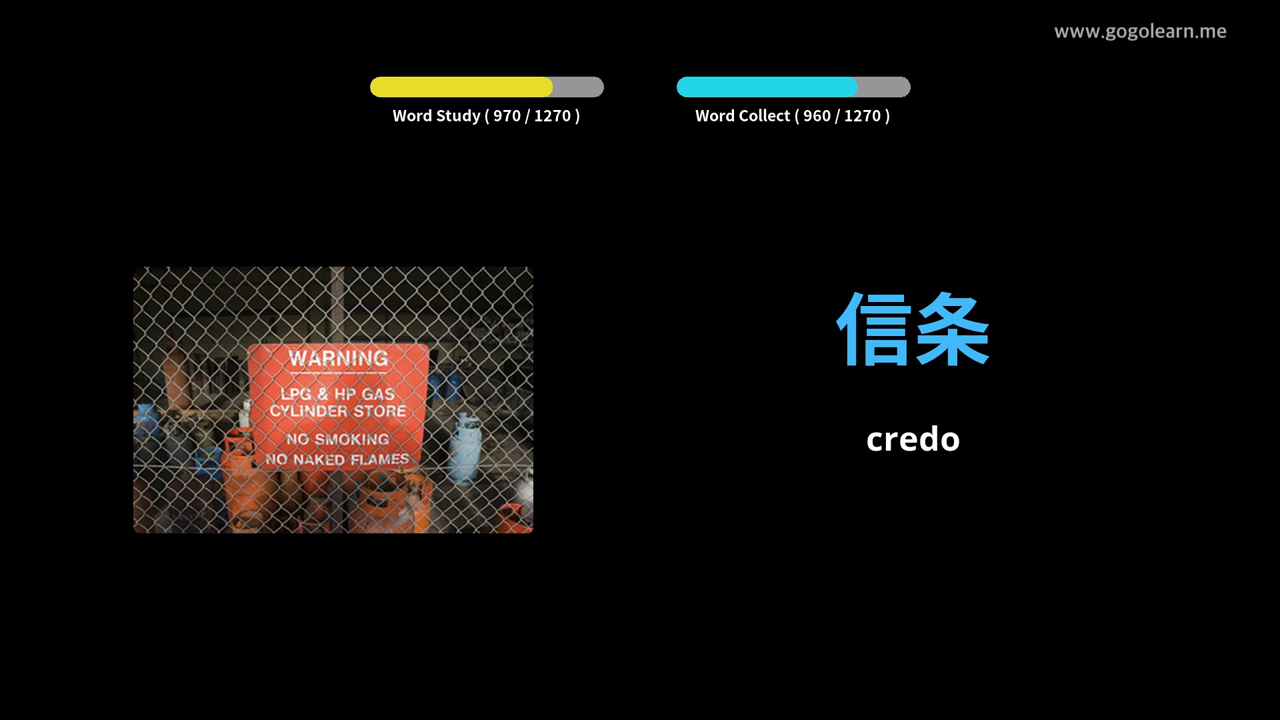 www.gogolearn.me
Word Study ( 970 / 1270 )
Word Collect ( 960 / 1270 )
WARNING
LPG & HP GAS
CYLINDER STORE
NO SMOKING
NO NAKED FLAMES
信条
credo